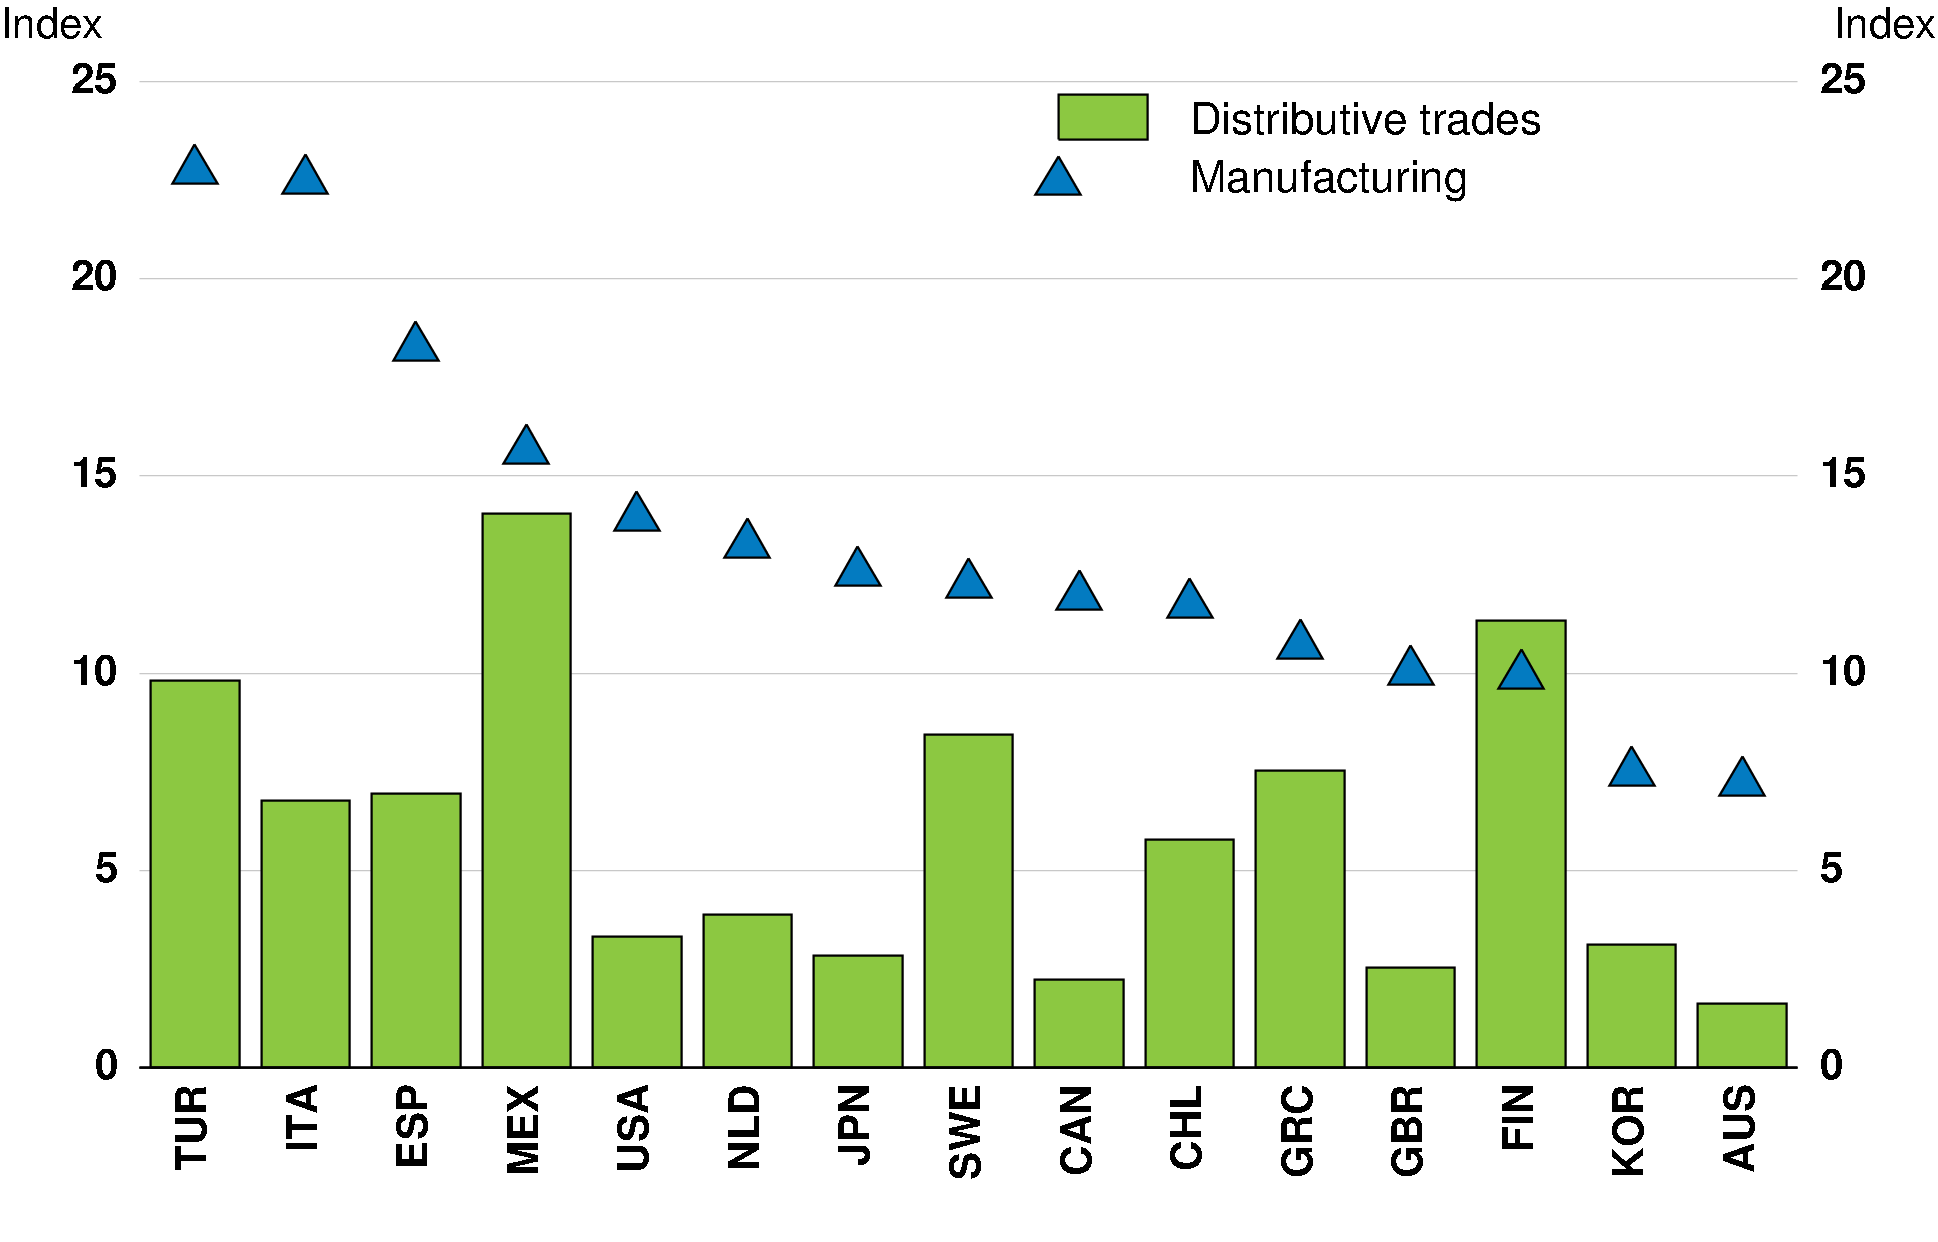 Index Index
25 25
Distributive trades
Manufacturing
20 20
15 15
10 10
5 5
0 0
TUR ITA ESP MEX USA NLD JPN SWE CAN CHL GRC GBR FIN KOR AUS